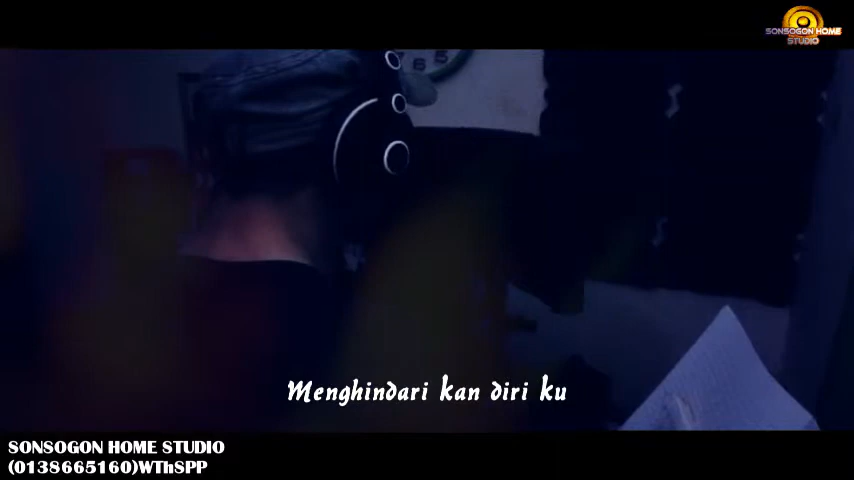 SONSOGON HOME
STUDIO
Menghindari kan diri ku
SONSOGON HOME STUDIO
(0138665160)WThSPP